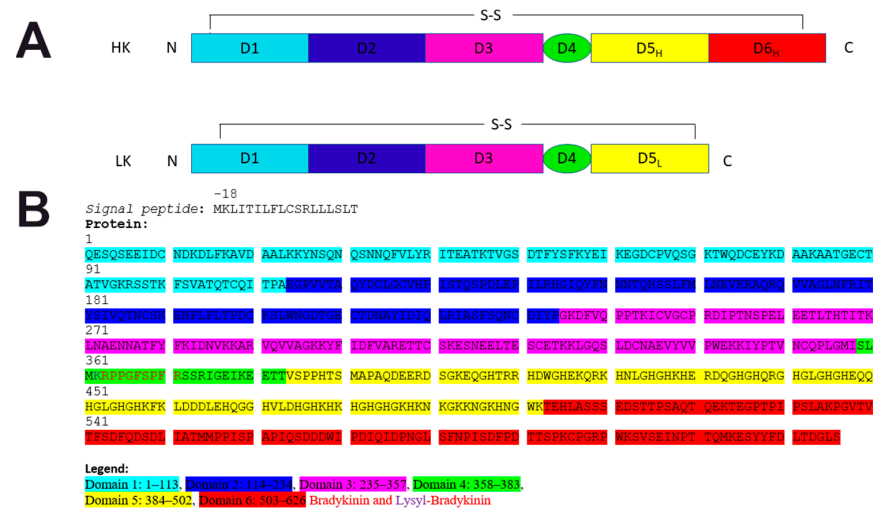 A
S-S
HK N D1 D2 D3 D4 D5H D6H C
S-S
LK N D1 D2 D3 D4 D5L C
B
-18
Signal peptide: MKLITILFLCSRLLLSLT
Protein:
1
QESQSEEIDC NDKDLFKAVD AALKKYNSQN QSNNQFVLYR ITEATKTVGS DTFYSFKYEI KEGDCPVQSG KTWQDCEYKD AAKAATGECT
91
ATVGKRSSTK FSVATQTCQI TPAEGPVVTA QYDCLGCVHP ISTQSPDLEP ILRHGIQYFN NNTQHSSLFM LNEVKRAQRQ VVAGLNFRIT
181
YSIVQTNCSK ENFLFLTPDC KSLWNGDTGE CTDNAYIDIQ LRIASFSQNC DIYPGKDFVQ PPTKICVGCP RDIPTNSPEL EETLTHTITK
271
LNAENNATFY FKIDNVKKAR VQVVAGKKYF IDFVARETTC SKESNEELTE SCETKKLGQS LDCNAEVYVV PWEKKIYPTV NCQPLGMISL
361
MKRPPGFSPF RSSRIGEIKE ETTVSPPHTS MAPAQDEERD SGKEQGHTRR HDWGHEKQRK HNLGHGHKHE RDQGHGHQRG HGLGHGHEQQ
451
HGLGHGHKFK LDDDLEHQGG HVLDHGHKHK HGHGHGKHKN KGKKNGKHNG WKTEHLASSS EDSTTPSAQT QEKTEGPTPI PSLAKPGVTV
541
TFSDFQDSDL IATMMPPISP APIQSDDDWI PDIQIDPNGL SFNPISDFPD TTSPKCPGRP WKSVSEINPT TQMKESYYFD LTDGLS
Legend:
Domain 1: 1–113, Domain 2: 114–234, Domain 3: 235–357, Domain 4: 358–383,
Domain 5: 384–502, Domain 6: 503–626 Bradykinin and Lysyl-Bradykinin